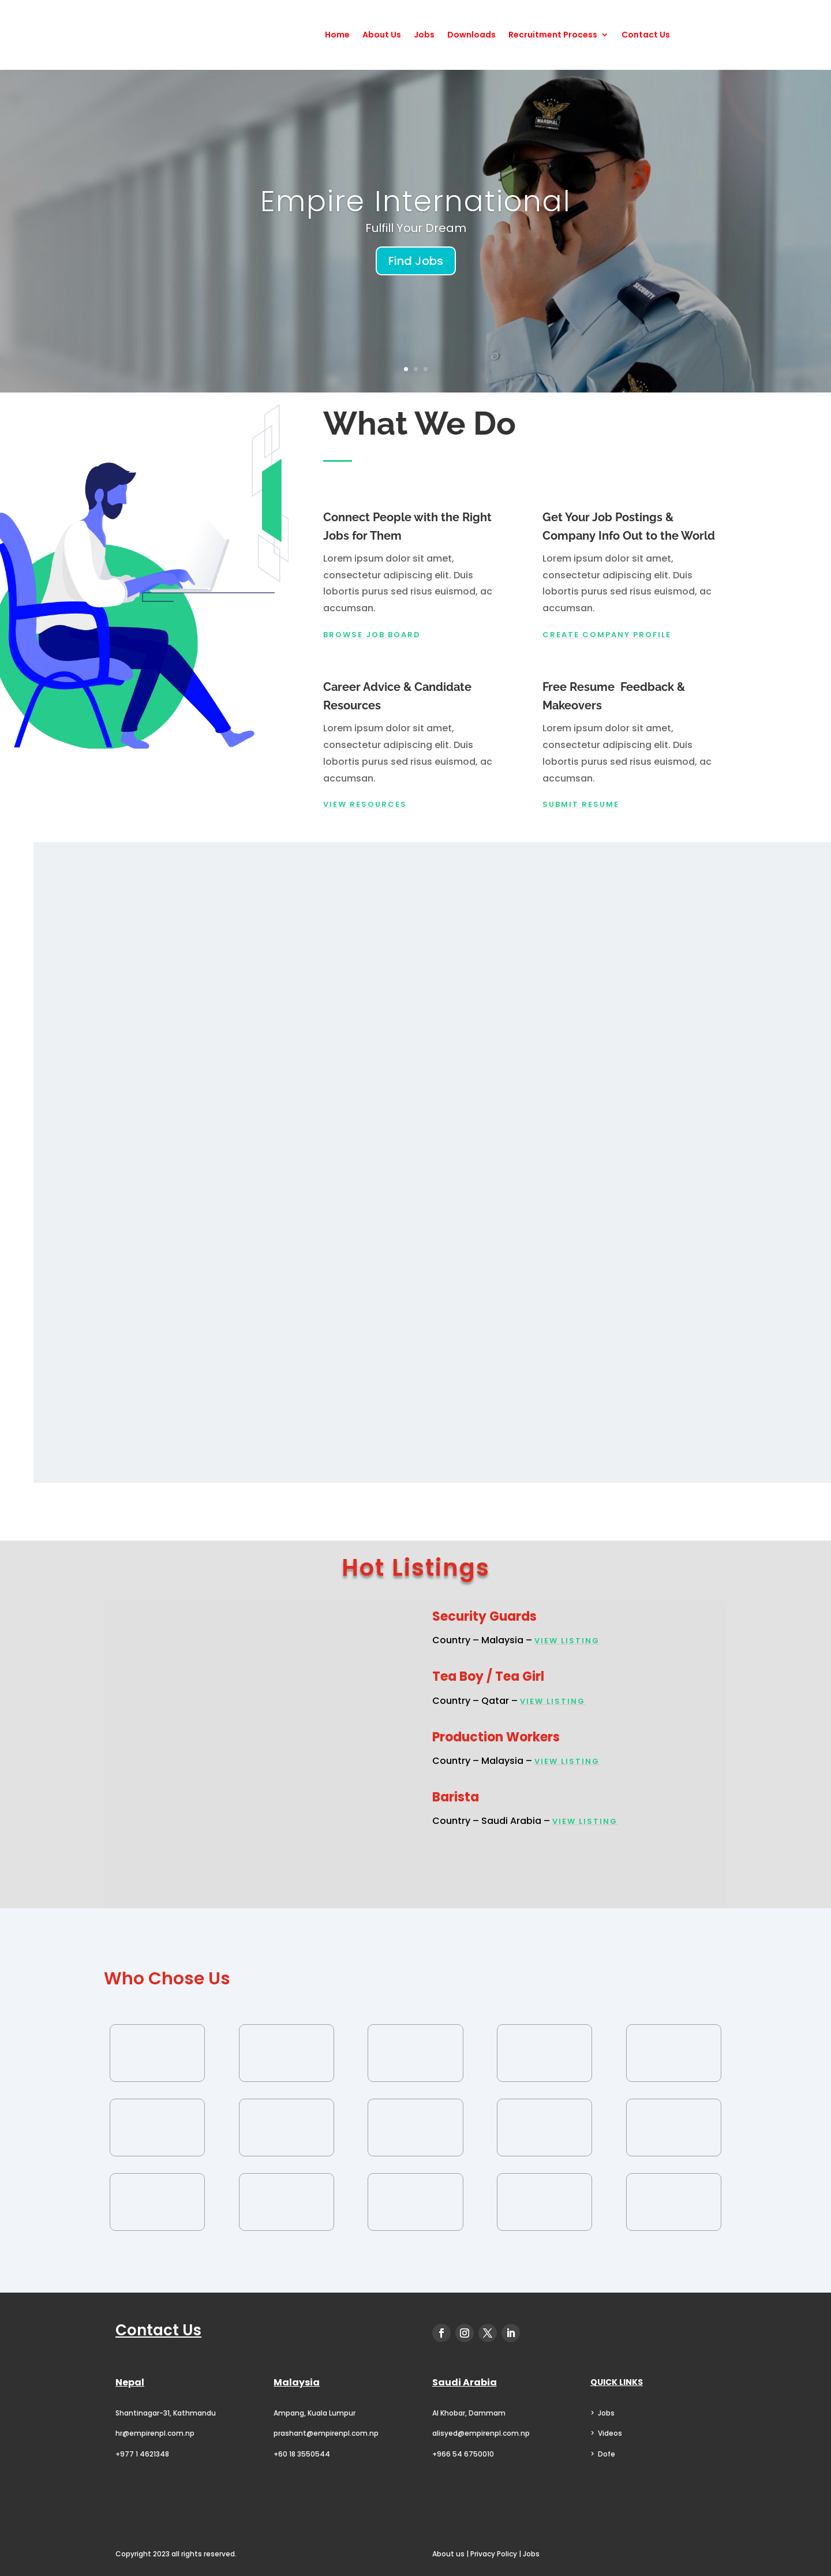 Home About Us Jobs Downloads Recruitment Process Contact Us
MARSHAL
SECURITY
Empire International
Fulfill Your Dream
Find Jobs
What We Do
Connect People with the Right
Jobs for Them
Lorem ipsum dolor sit amet,
consectetur adipiscing elit. Duis
lobortis purus sed risus euismod, ac
accumsan.
BROWSE JOB BOARD
Get Your Job Postings &
Company Info Out to the World
Lorem ipsum dolor sit amet,
consectetur adipiscing elit. Duis
lobortis purus sed risus euismod, ac
accumsan.
CREATE COMPANY PROFILE
Career Advice & Candidate
Resources
Lorem ipsum dolor sit amet,
consectetur adipiscing elit. Duis
lobortis purus sed risus euismod, ac
accumsan.
VIEW RESOURCES
Free Resume Feedback &
Makeovers
Lorem ipsum dolor sit amet,
consectetur adipiscing elit. Duis
lobortis purus sed risus euismod, ac
accumsan.
SUBMIT RESUME
Hot Listings
Security Guards
Country – Malaysia – VIEW LISTING
Tea Boy / Tea Girl
Country – Qatar – VIEW LISTING
Production Workers
Country – Malaysia – VIEW LISTING
Barista
Country – Saudi Arabia – VIEW LISTING
Who Chose Us
Contact Us
Nepal
Shantinagar-31, Kathmandu
hr@empirenpl.com.np
+977 1 4621348
Malaysia
Ampang, Kuala Lumpur
prashant@empirenpl.com.np
+60 18 3550544
Saudi Arabia
Al Khobar, Dammam
alisyed@empirenpl.com.np
+966 54 6750010
QUICK LINKS
> Jobs
> Videos
> Dofe
Copyright 2023 all rights reserved.
About us | Privacy Policy | Jobs